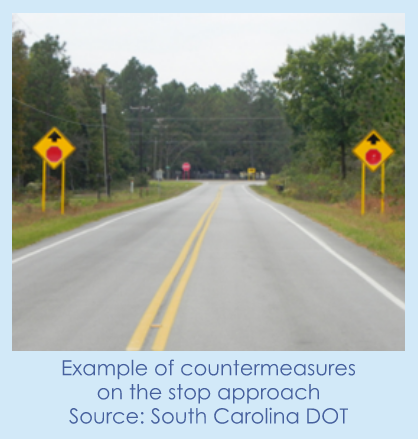 Example of countermeasures
on the stop approach
Source: South Carolina DOT